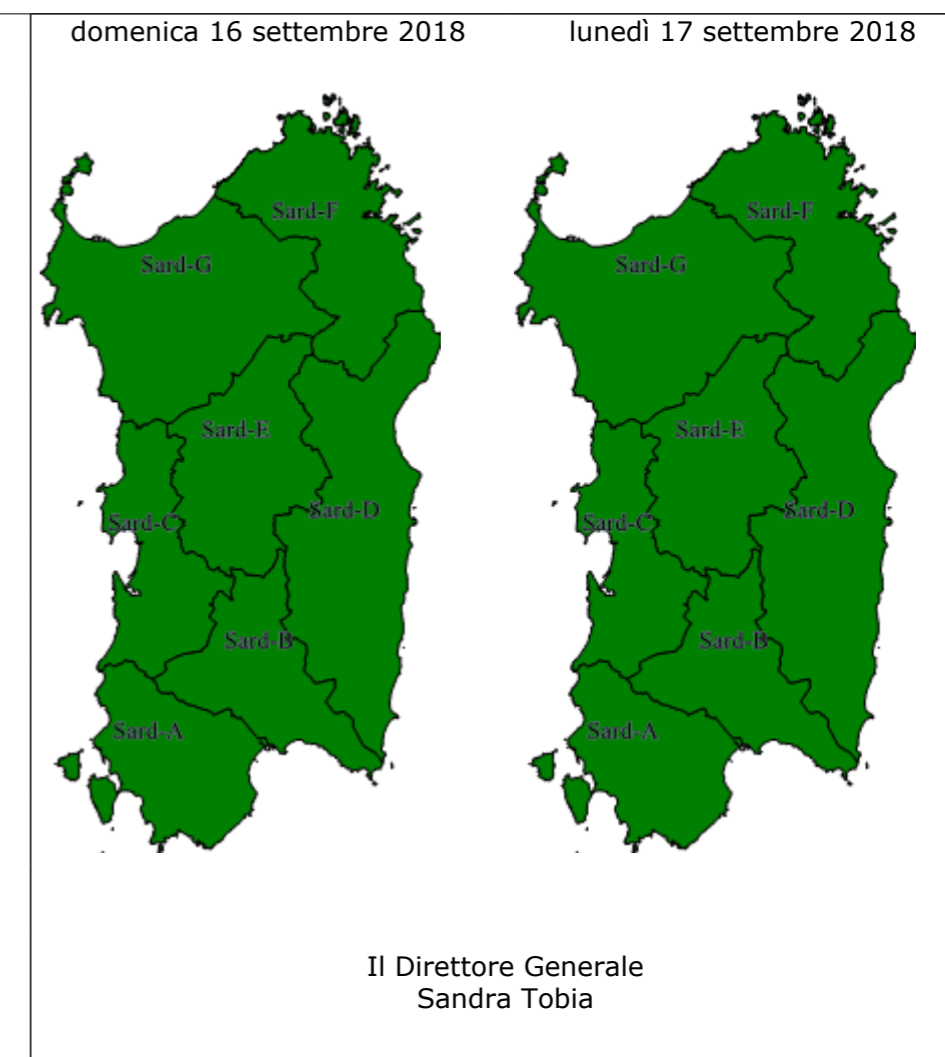 domenica 16 settembre 2018
lunedì 17 settembre 2018
Sard-F
Sard-G
Sard-E
Sard-D
Sard-C
Sard-B
Sard-A
Sard-F
Sard-G
Sard-E
Sard-D
Sard-C
Sard-B
Sard-A
Il Direttore Generale
Sandra Tobia